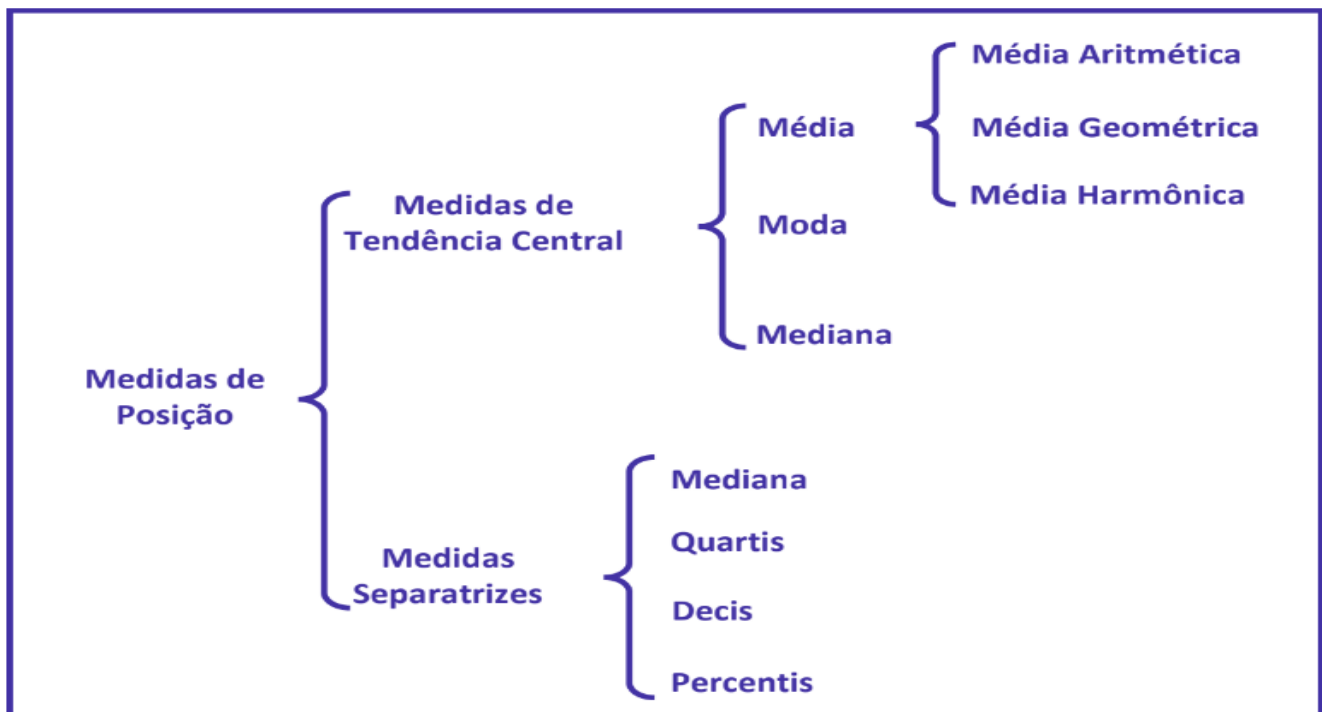 Média Aritmética
Média
Média Geométrica
Média Harmônica
Medidas de
Tendência Central
Moda
Mediana
Medidas de
Posição
Mediana
Quartis
Medidas
Separatrizes
Decis
Percentis